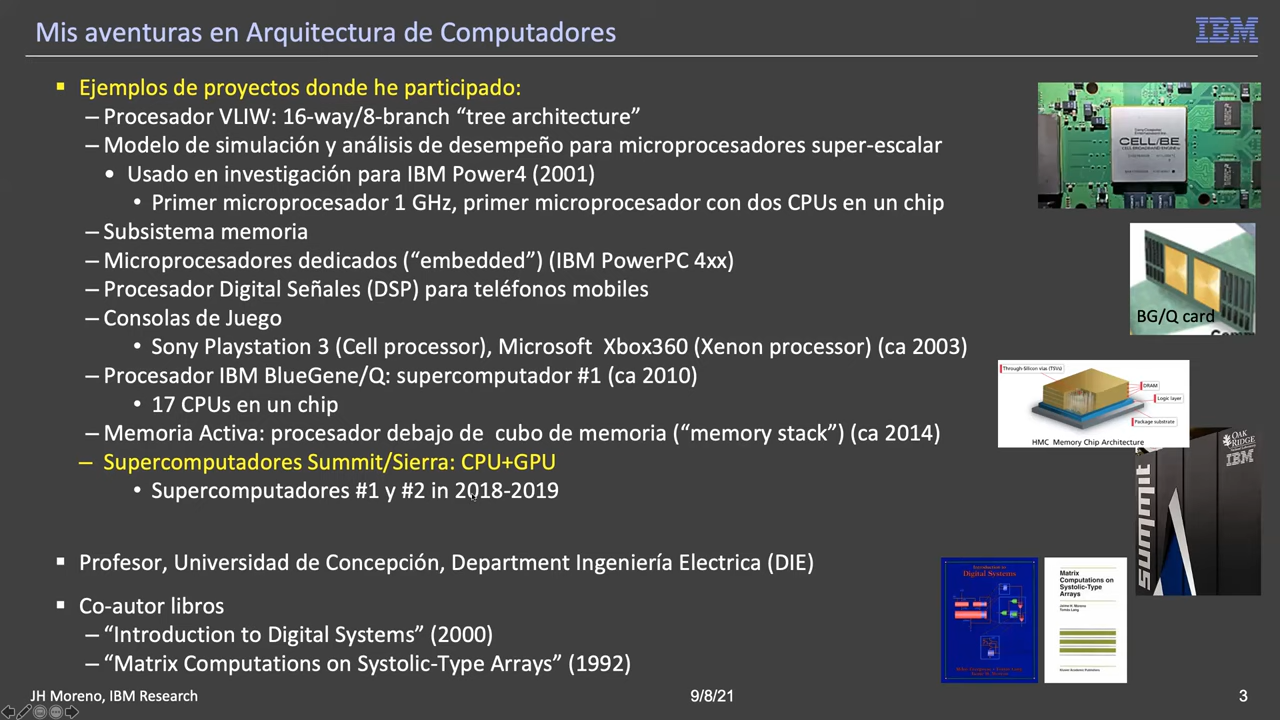 Mis aventuras en Arquitectura de Computadores
IBM
▪ Ejemplos de proyectos donde he participado:
– Procesador VLIW: 16-way/8-branch “tree architecture”
– Modelo de simulación y análisis de desempeño para microprocesadores super-escalar
• Usado en investigación para IBM Power4 (2001)
• Primer microprocesador 1 GHz, primer microprocesador con dos CPUs en un chip
– Subsistema memoria
– Microprocesadores dedicados (“embedded”) (IBM PowerPC 4xx)
– Procesador Digital Señales (DSP) para teléfonos mobiles
– Consolas de Juego
• Sony Playstation 3 (Cell processor), Microsoft Xbox360 (Xenon processor) (ca 2003)
– Procesador IBM BlueGene/Q: supercomputador #1 (ca 2010)
• 17 CPUs en un chip
– Memoria Activa: procesador debajo de cubo de memoria (“memory stack”) (ca 2014)
– Supercomputadores Summit/Sierra: CPU+GPU
• Supercomputadores #1 y #2 in 2018-2019
▪ Profesor, Universidad de Concepción, Department Ingeniería Electrica (DIE)
▪ Co-autor libros
– “Introduction to Digital Systems” (2000)
– “Matrix Computations on Systolic-Type Arrays” (1992)
CELL/BE
CELL BROADBAND ENGINE
BG/Q card
Through-Silicon vias (TSVs)
DRAM
Logic layer
Package substrate
HMC Memory Chip Architecture
OAK
RIDGE
IBM
summit
Introduction to
Digital Systems
Matrix
Computations on
Systolic-Type
Arrays
Jaime H. Moreno
Tomás Lang
JH Moreno, IBM Research
9/8/21
3